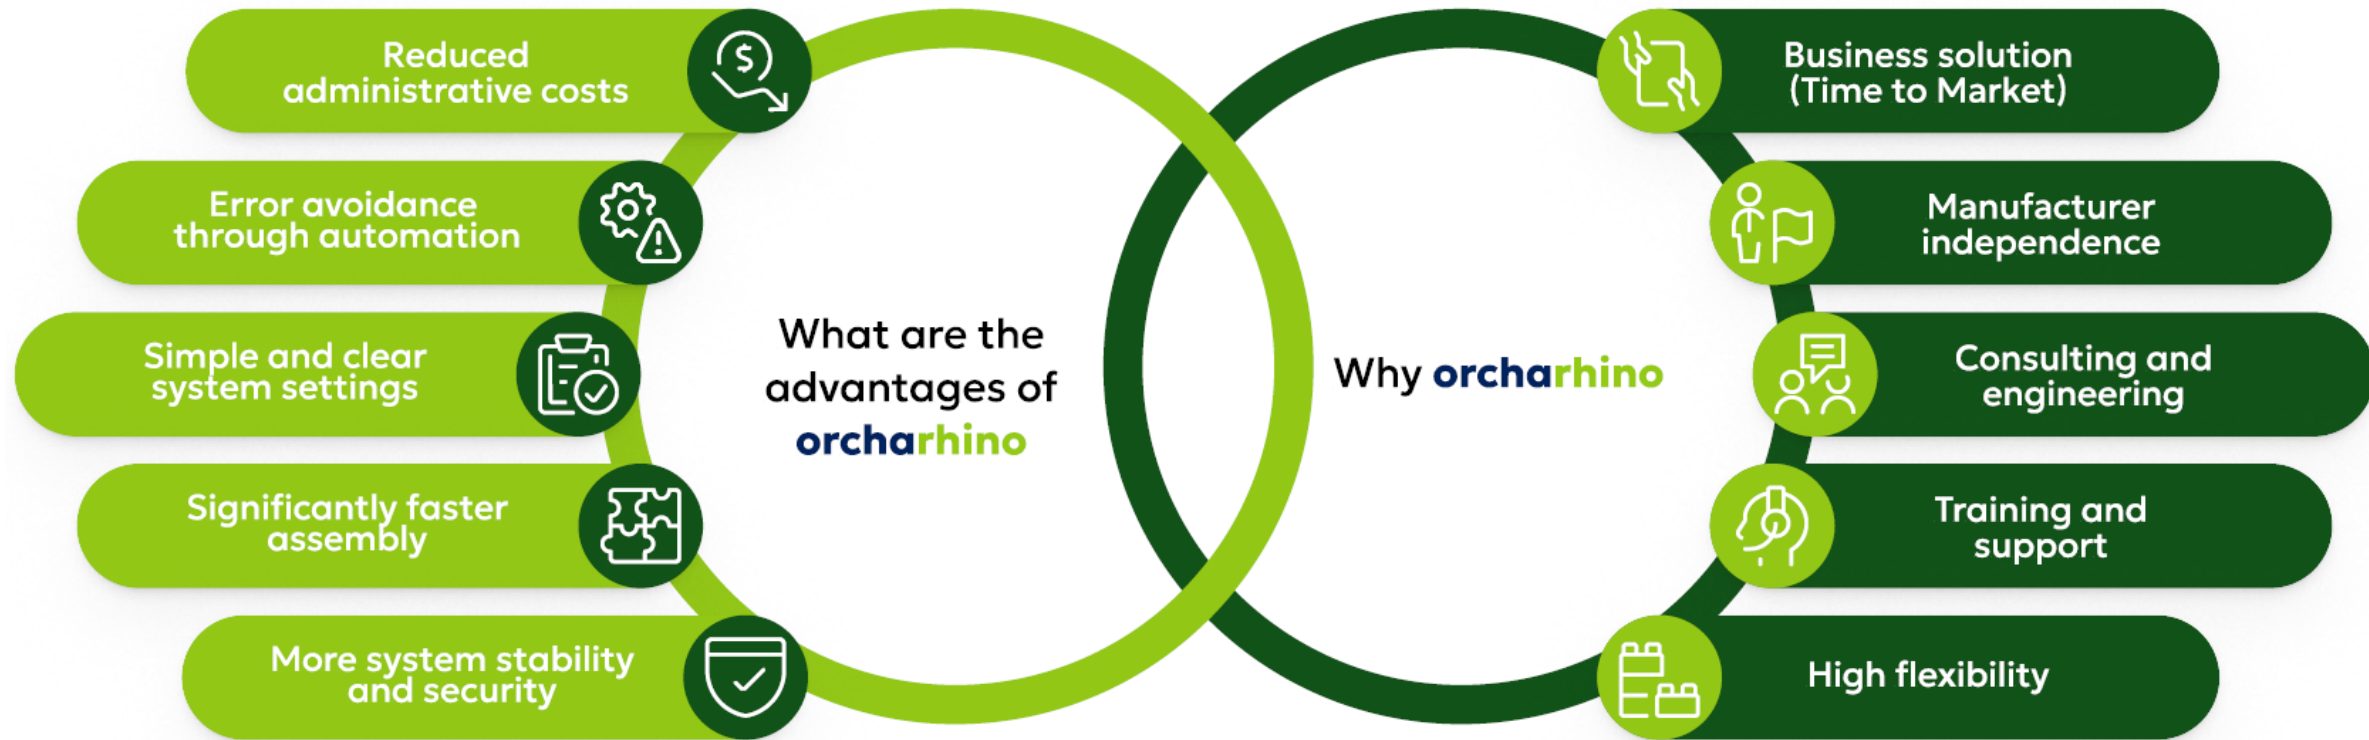 Reduced
administrative costs
Error avoidance
through automation
Simple and clear
system settings
Significantly faster
assembly
More system stability
and security
What are the
advantages of
orcharhino
Why orcharhino
Business solution
(Time to Market)
Manufacturer
independence
Consulting and
engineering
Training and
support
High flexibility